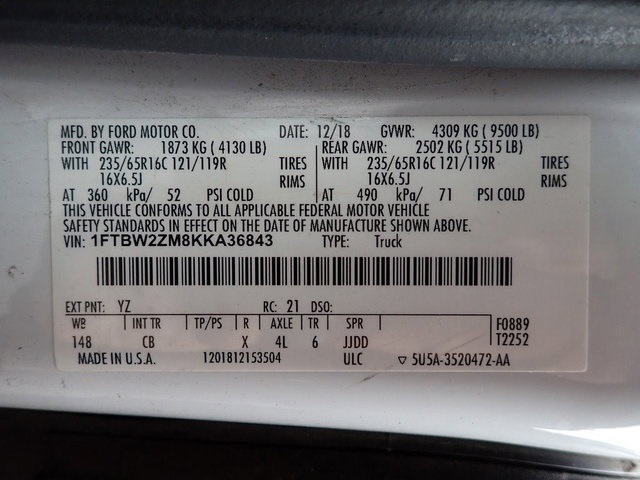 MFD. BY FORD MOTOR CO. DATE: 12/18 GVWR: 4309 KG ( 9500 LB)
FRONT GAWR: 1873 KG ( 4130 LB) REAR GAWR: 2502 KG ( 5515 LB)
WITH 235/65R16C 121/119R TIRES WITH 235/65R16C 121/119R TIRES
16X6.5J RIMS 16X6.5J RIMS
AT 360 kPa/ 52 PSI COLD AT 490 kPa/ 71 PSI COLD
THIS VEHICLE CONFORMS TO ALL APPLICABLE FEDERAL MOTOR VEHICLE
SAFETY STANDARDS IN EFFECT ON THE DATE OF MANUFACTURE SHOWN ABOVE.
VIN: 1FTBW2ZM8KKA36843 TYPE: Truck
EXT PNT: YZ RC: 21 DSO:
WB INT TR TP/PS R AXLE TR SPR F0889
148 CB X 4L 6 JJDD T2252
MADE IN U.S.A. 1201812153504 ULC ▽ 5U5A-3520472-AA